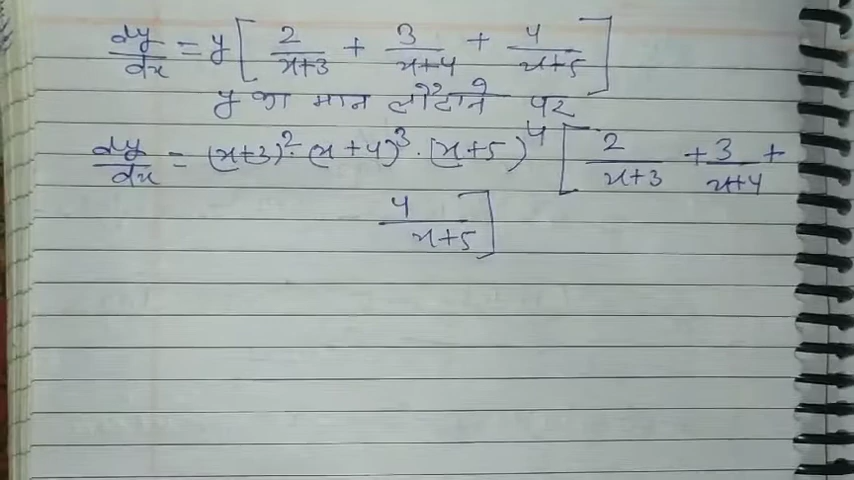 dy/dx = y [ 2/(x+3) + 3/(x+4) + 4/(x+5) ]
y का मान लौटाने पर
dy/dx = (x+3)². (x+4)³. (x+5)⁴ [ 2/(x+3) + 3/(x+4) +
4/(x+5) ]